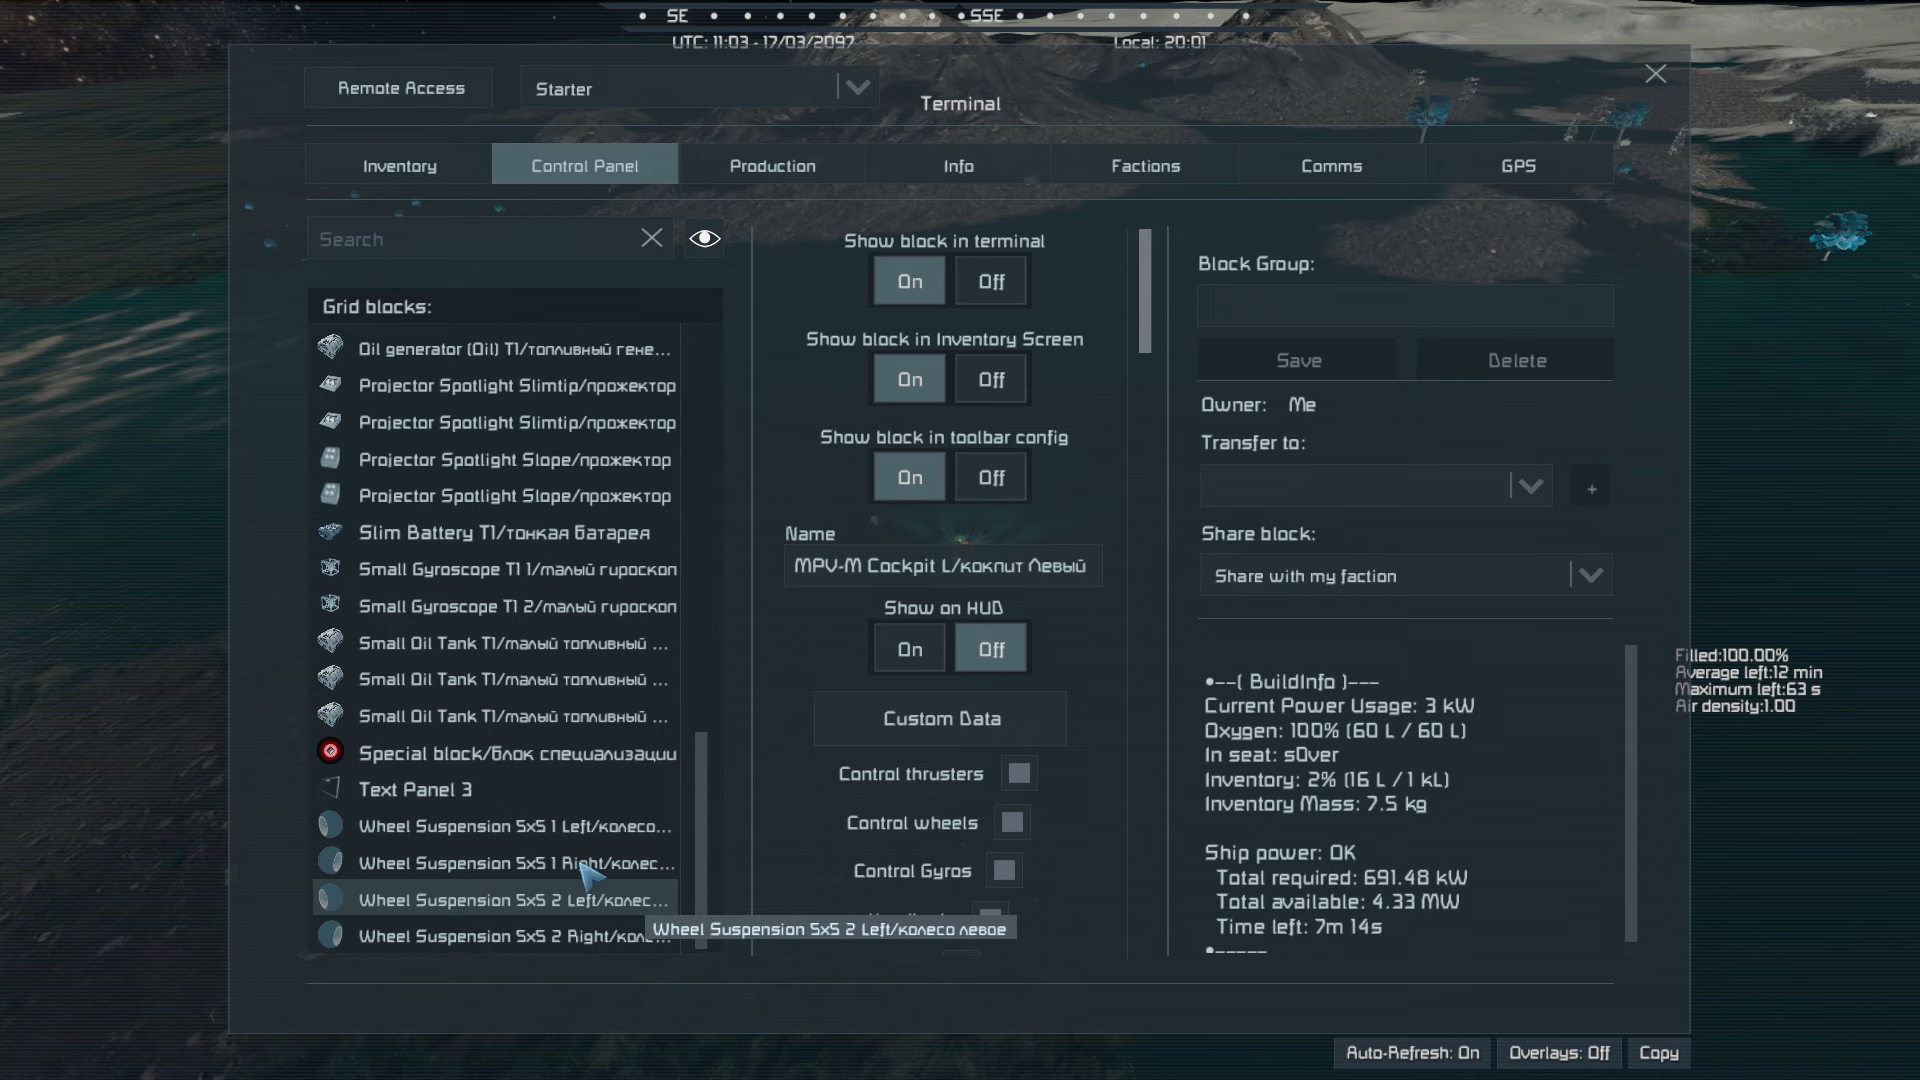 SE
SSE
UTC: 11:03 - 17/03/2097
Local: 20:01
Remote Access
Starter
Terminal
Inventory
Control Panel
Production
Info
Factions
Comms
GPS
Search
Grid blocks:
Oil generator (Oil) T1/топливный гене...
Projector Spotlight Slimtip/прожектор
Projector Spotlight Slimtip/прожектор
Projector Spotlight Slope/прожектор
Projector Spotlight Slope/прожектор
Slim Battery T1/тонкая батарея
Small Gyroscope T1 1/малый гироскоп
Small Gyroscope T1 2/малый гироскоп
Small Oil Tank T1/малый топливный ...
Small Oil Tank T1/малый топливный ...
Small Oil Tank T1/малый топливный ...
Special block/блок специализации
Text Panel 3
Wheel Suspension 5x5 1 Left/колесо...
Wheel Suspension 5x5 1 Right/колес...
Wheel Suspension 5x5 2 Left/колес...
Wheel Suspension 5x5 2 Right/кол...
Wheel Suspension 5x5 2 Left/колесо левое
Show block in terminal
On
Off
Show block in Inventory Screen
On
Off
Show block in toolbar config
On
Off
Name
MPV-M Cockpit L/кокпит Левый
Show on HUD
On
Off
Custom Data
Control thrusters
Control wheels
Control Gyros
Block Group:
Save
Delete
Owner: Me
Transfer to:
+
Share block:
Share with my faction
•--( BuildInfo )---
Current Power Usage: 3 kW
Oxygen: 100% (60 L / 60 L)
In seat: s0ver
Inventory: 2% (16 L / 1 kL)
Inventory Mass: 7.5 kg
Ship power: OK
Total required: 691.48 kW
Total available: 4.33 MW
Time left: 7m 14s
•-----
Filled:100.00%
Average left:12 min
Maximum left:63 s
Air density:1.00
Auto-Refresh: On
Overlays: Off
Copy